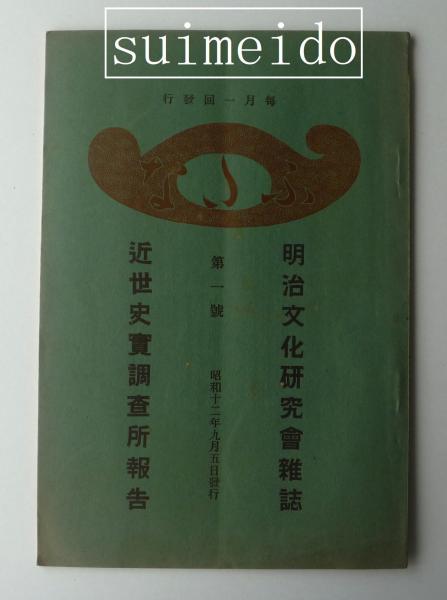 suimeido
每月一回發行
ふいな
明治文化研究會雜誌
第一號
昭和十二年九月五日發行
近世史實調查所報告